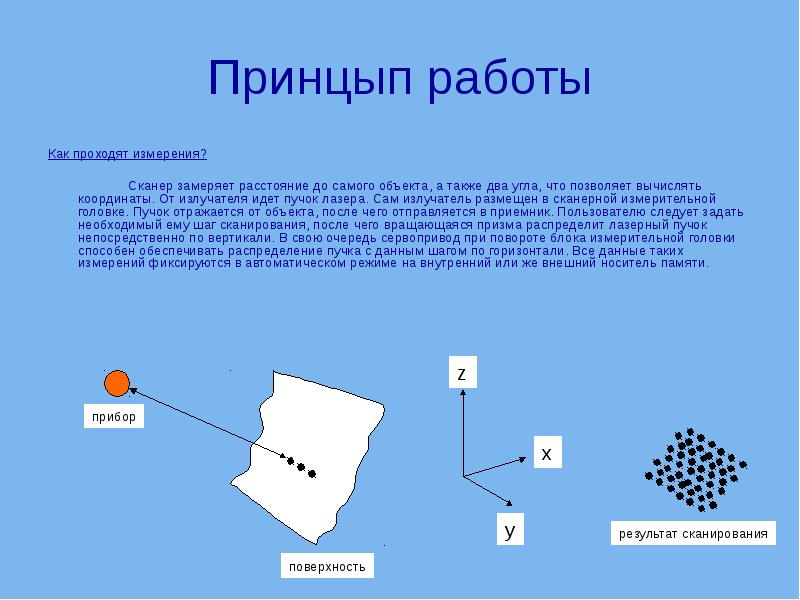 Принцып работы
Как проходят измерения?
Сканер замеряет расстояние до самого объекта, а также два угла, что позволяет вычислять
координаты. От излучателя идет пучок лазера. Сам излучатель размещен в сканерной измерительной
головке. Пучок отражается от объекта, после чего отправляется в приемник. Пользователю следует задать
необходимый ему шаг сканирования, после чего вращающаяся призма распределит лазерный пучок
непосредственно по вертикали. В свою очередь сервопривод при повороте блока измерительной головки
способен обеспечивать распределение пучка с данным шагом по горизонтали. Все данные таких
измерений фиксируются в автоматическом режиме на внутренний или же внешний носитель памяти.
z
прибор
x
y
результат сканирования
поверхность